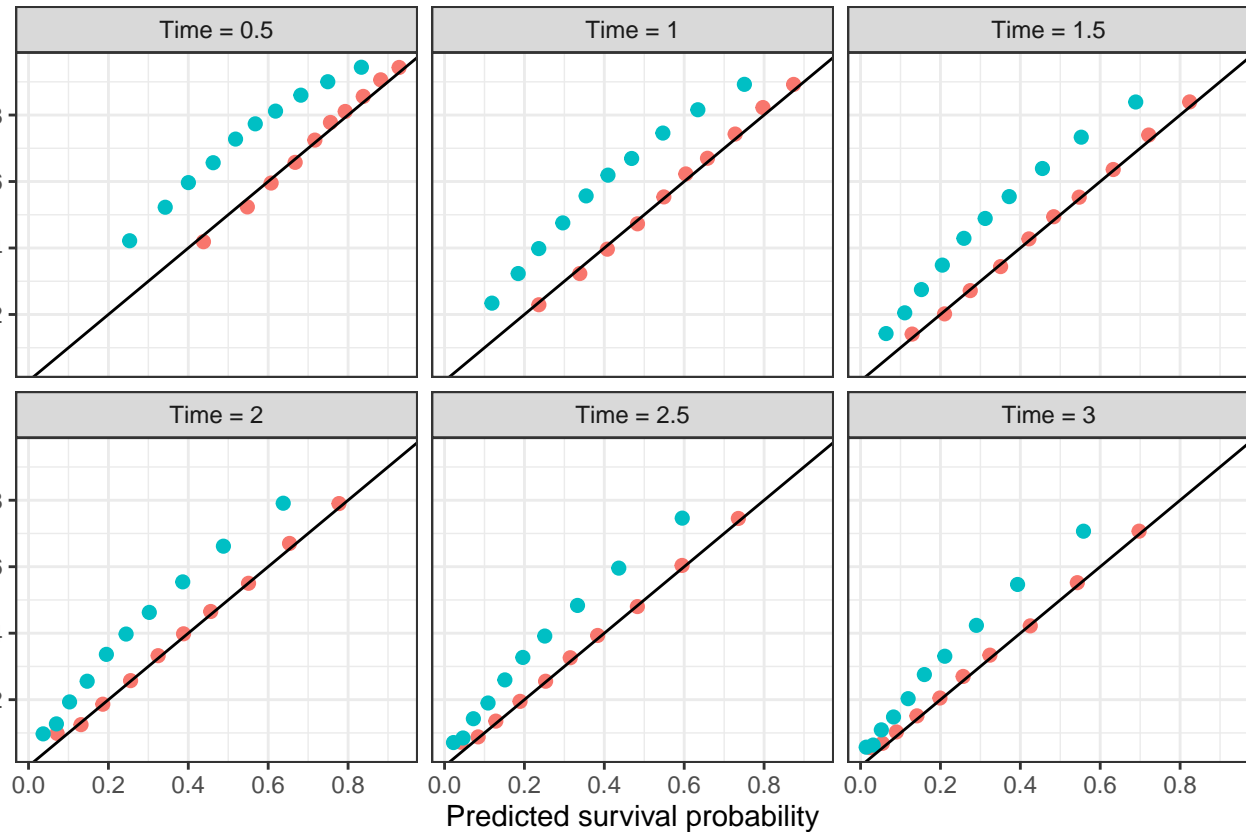 Time = 0.5 Time = 1 Time = 1.5
Time = 2 Time = 2.5 Time = 3
0.0 0.2 0.4 0.6 0.8 0.0 0.2 0.4 0.6 0.8 0.0 0.2 0.4 0.6 0.8
Predicted survival probability